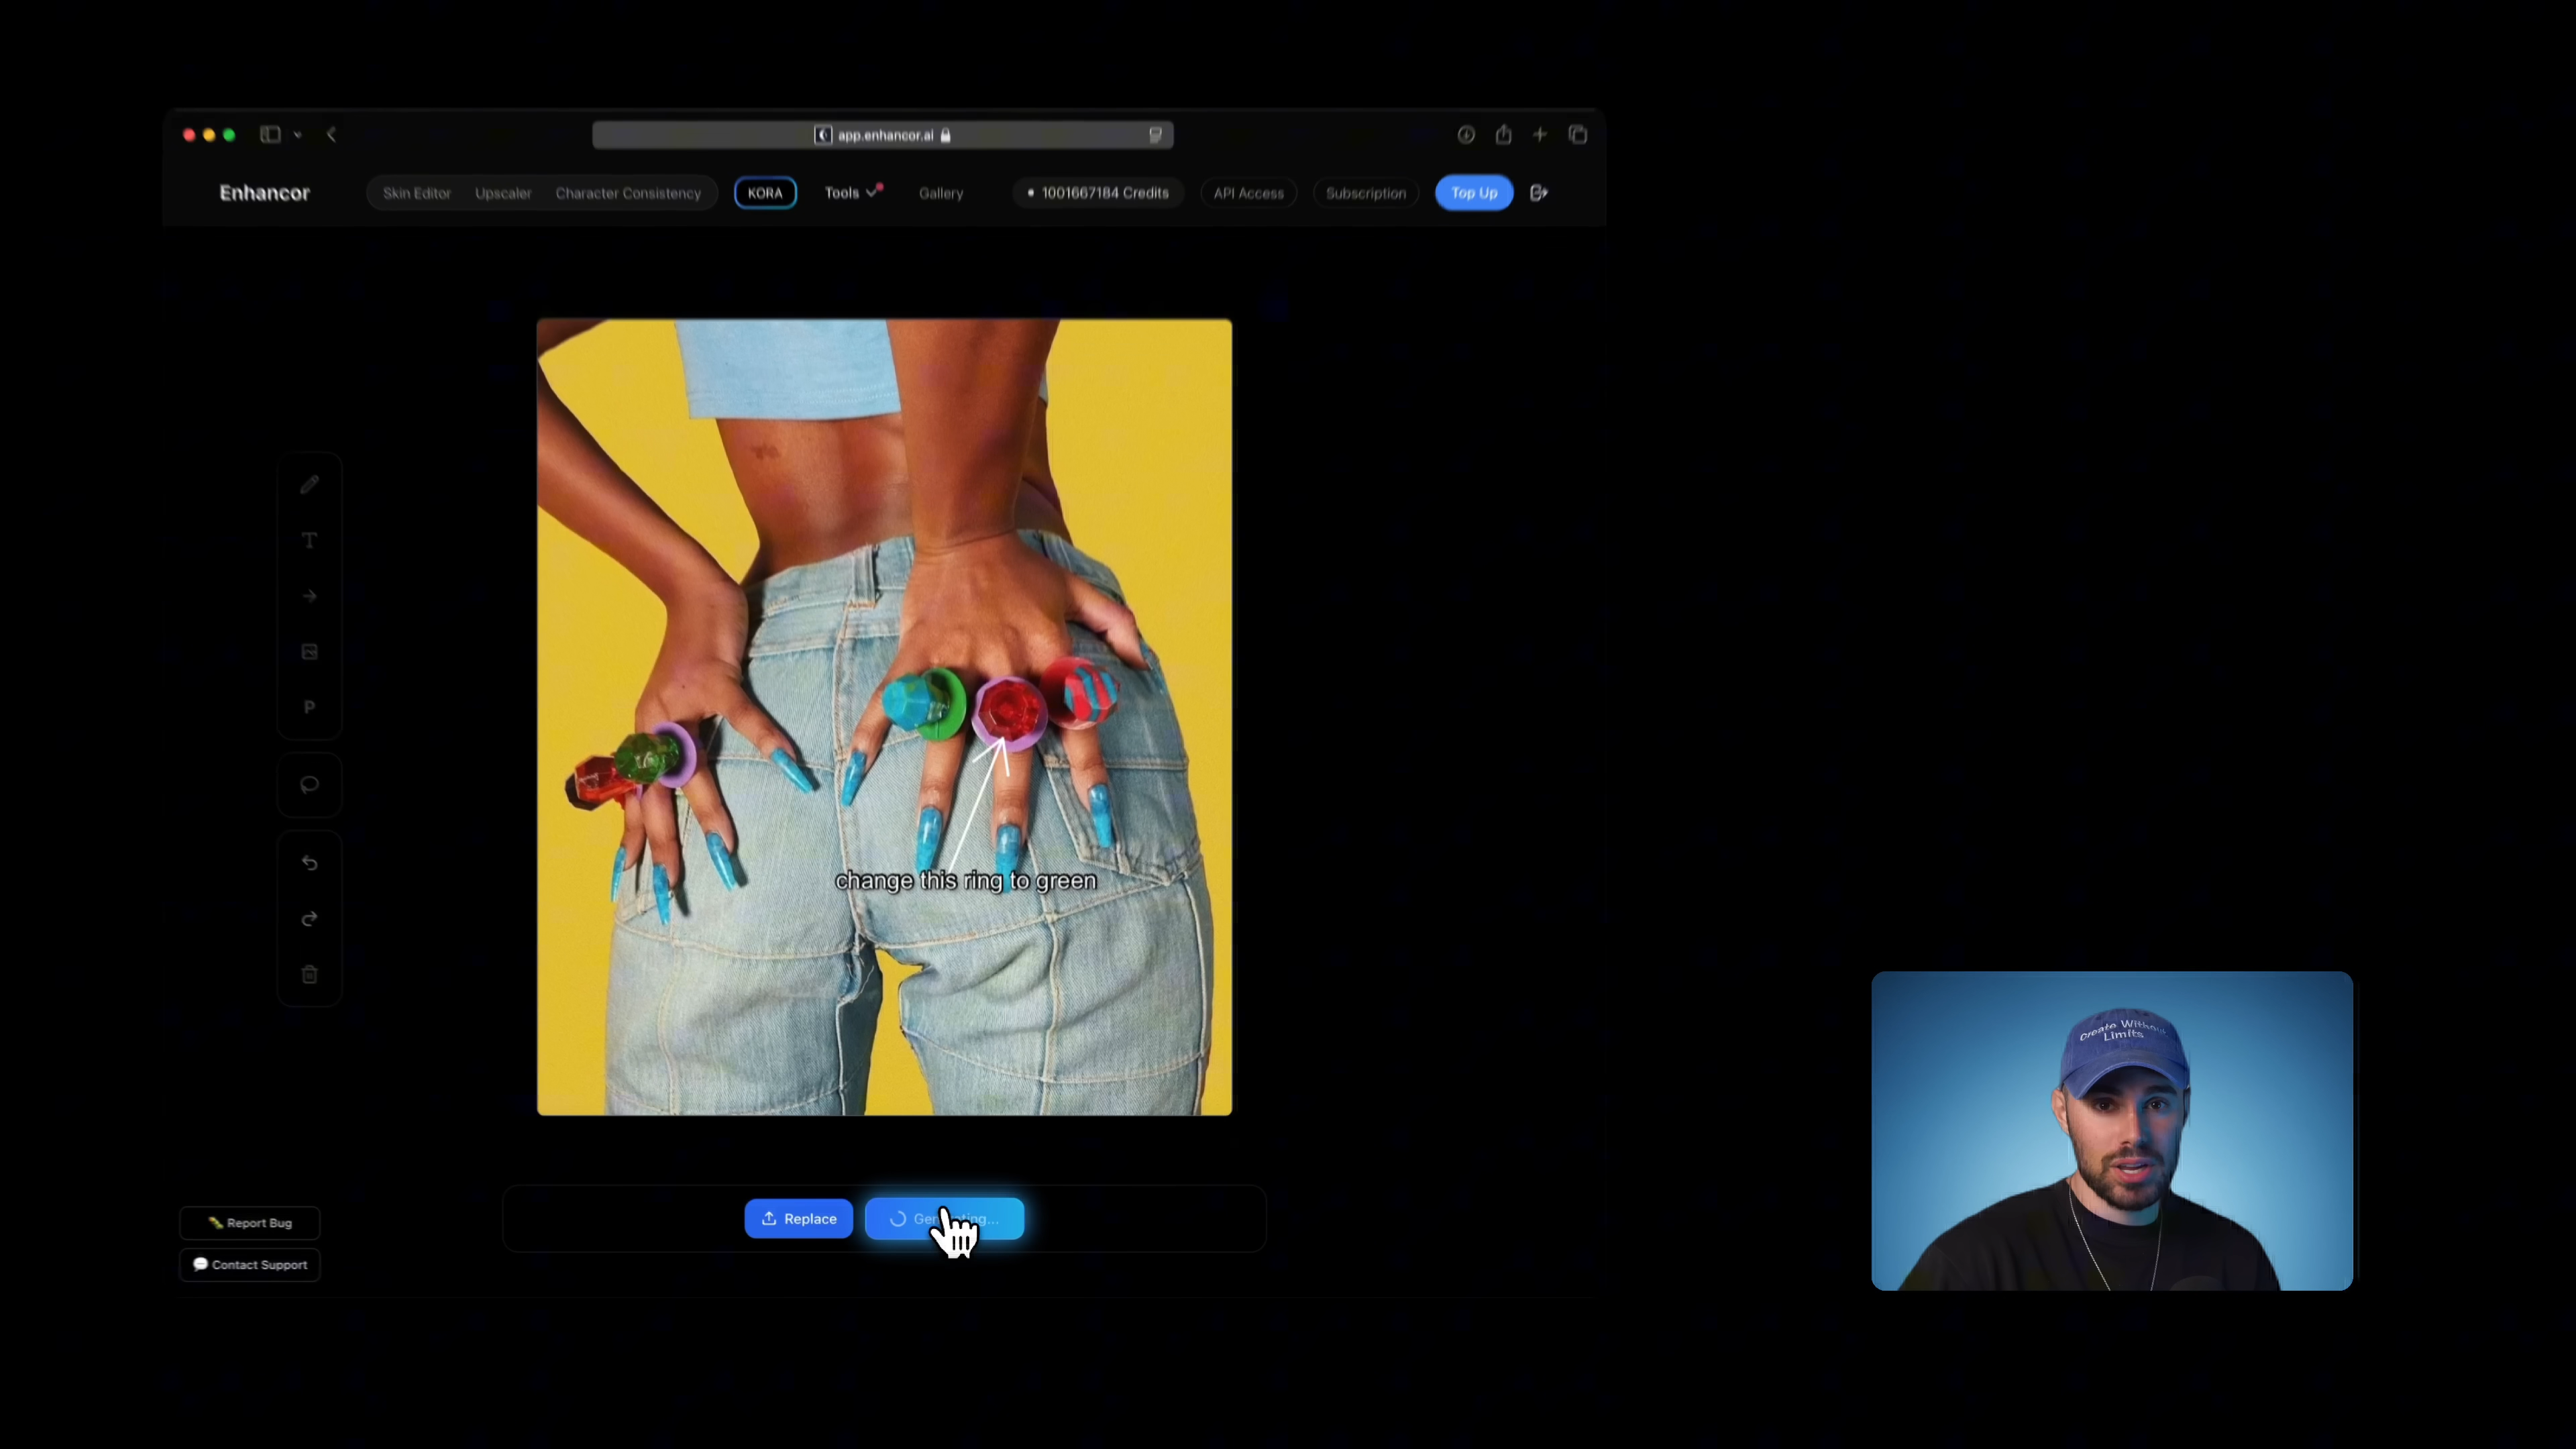 app.enhancor.ai
Enhancor
Skin Editor
Upscaler
Character Consistency
KORA
Tools
Gallery
1001667184 Credits
API Access
Subscription
Top Up
T
P
change this ring to green
Replace
Report Bug
Contact Support
Create Without
Limits